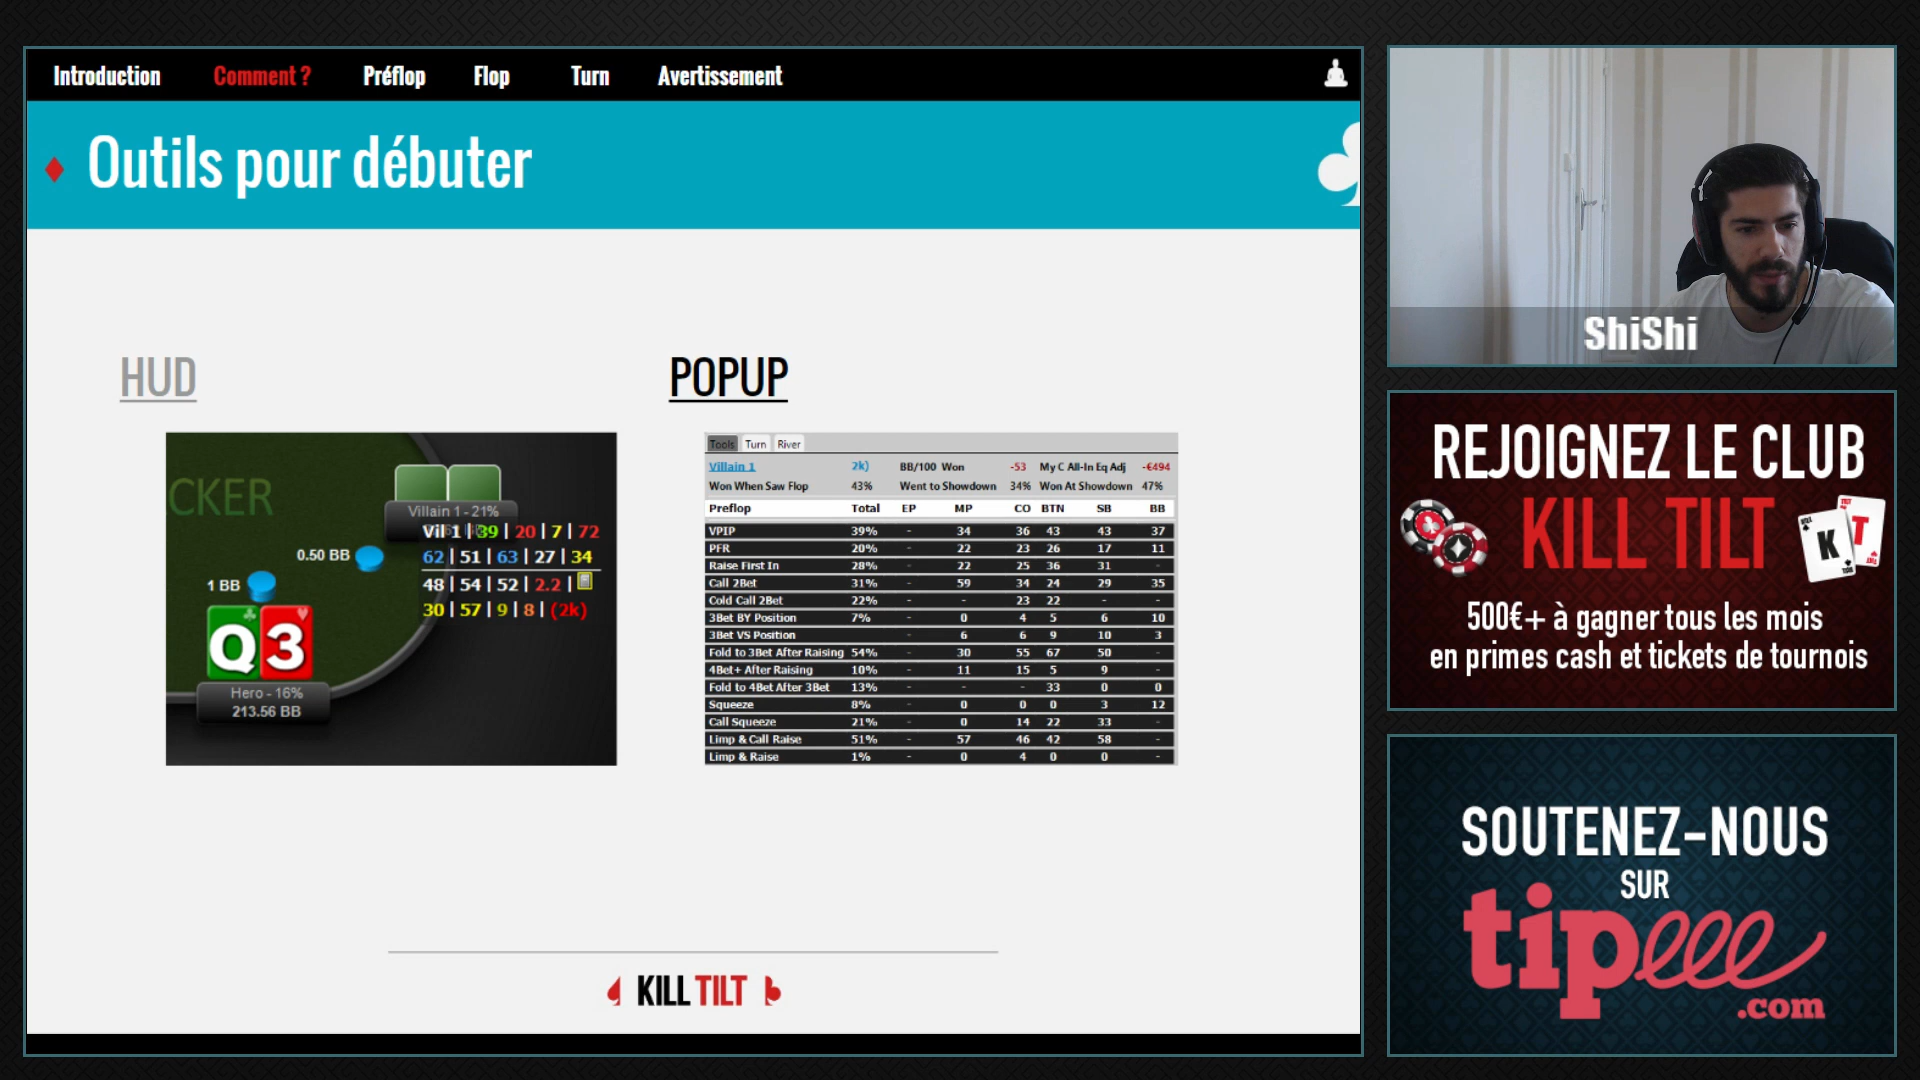 Introduction Comment ? Préflop Flop Turn Avertissement
Outils pour débuter
HUD
POPUP
CKER
Villain 1 - 21%
Vil 1 | 39 | 20 | 7 | 72
62 | 51 | 63 | 27 | 34
48 | 54 | 52 | 2.2 |
30 | 57 | 9 | 8 | (2k)
0.50 BB
1 BB
Q 3
Hero - 16%
213.56 BB
Tools Turn River
Villain 1 2k) BB/100 Won -53 My C All-In Eq Adj -€494
Won When Saw Flop 43% Went to Showdown 34% Won At Showdown 47%
Preflop Total EP MP CO BTN SB BB
VPIP 39% - 34 36 43 43 37
PFR 20% - 22 23 26 17 11
Raise First In 28% - 22 25 36 31 -
Call 2Bet 31% - 59 34 24 29 35
Cold Call 2Bet 22% - - 23 22 - -
3Bet BY Position 7% - 0 4 5 6 10
3Bet VS Position - 6 6 9 10 3
Fold to 3Bet After Raising 54% - 30 55 67 50 -
4Bet+ After Raising 10% - 11 15 5 9 -
Fold to 4Bet After 3Bet 13% - - - 33 0 0
Squeeze 8% - 0 0 0 3 12
Call Squeeze 21% - 0 14 22 33 -
Limp & Call Raise 51% - 57 46 42 58 -
Limp & Raise 1% - 0 4 0 0 -
KILL TILT
ShiShi
REJOIGNEZ LE CLUB
KILL TILT
K T
500€+ à gagner tous les mois
en primes cash et tickets de tournois
SOUTENEZ-NOUS
SUR
tipeee
.com